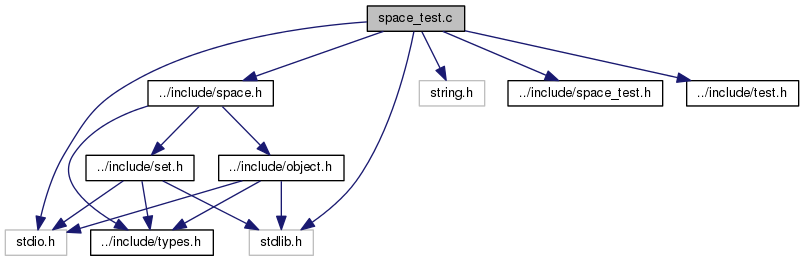 space_test.c
../include/space.h
string.h
../include/space_test.h
../include/test.h
../include/set.h
../include/object.h
stdio.h
../include/types.h
stdlib.h